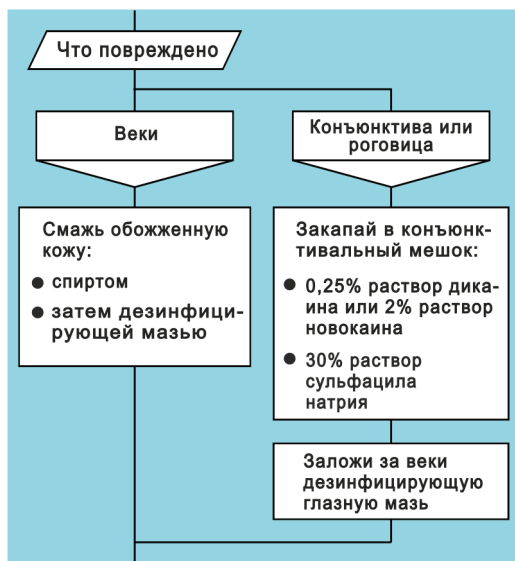 Что повреждено
Веки
Конъюнктива или
роговица
Смажь обожженную
кожу:
● спиртом
● затем дезинфици-
рующей мазью
Закапай в конъюнк-
тивальный мешок:
● 0,25% раствор дика-
ина или 2% раствор
новокаина
● 30% раствор
сульфацила
натрия
Заложи за веки
дезинфицирующую
глазную мазь